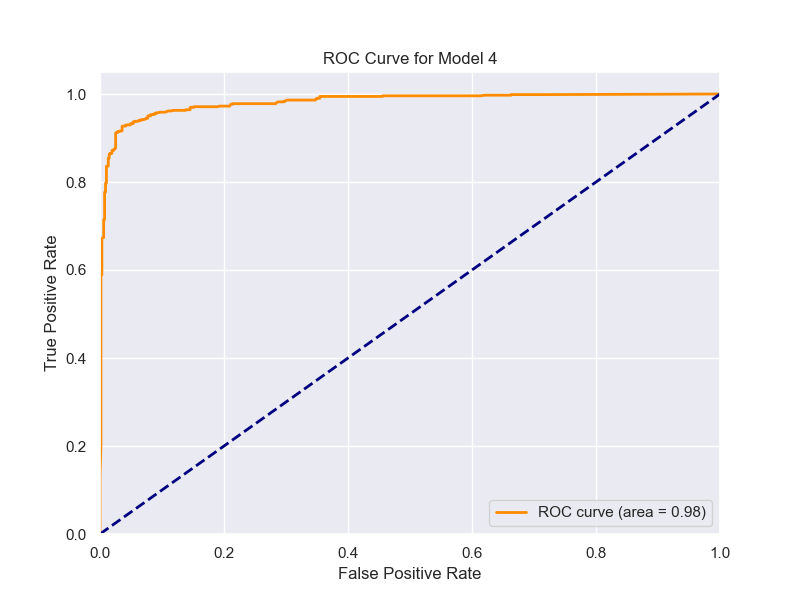 ROC Curve for Model 4
1.0
0.8
0.6
0.4
0.2
0.0
True Positive Rate
0.0 0.2 0.4 0.6 0.8 1.0
False Positive Rate
ROC curve (area = 0.98)